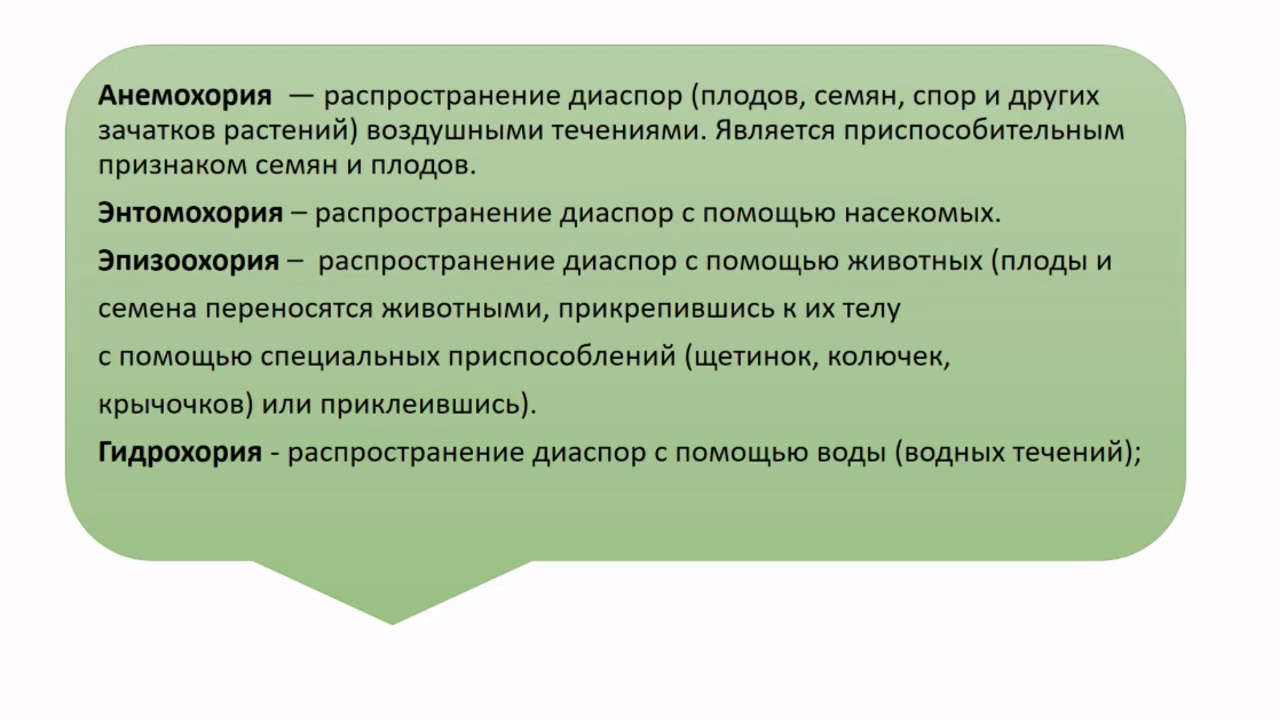 Анемохория — распространение диаспор (плодов, семян, спор и других
зачатков растений) воздушными течениями. Является приспособительным
признаком семян и плодов.
Энтомохория – распространение диаспор с помощью насекомых.
Эпизоохория – распространение диаспор с помощью животных (плоды и
семена переносятся животными, прикрепившись к их телу
с помощью специальных приспособлений (щетинок, колючек,
крычочков) или приклеившись).
Гидрохория - распространение диаспор с помощью воды (водных течений);